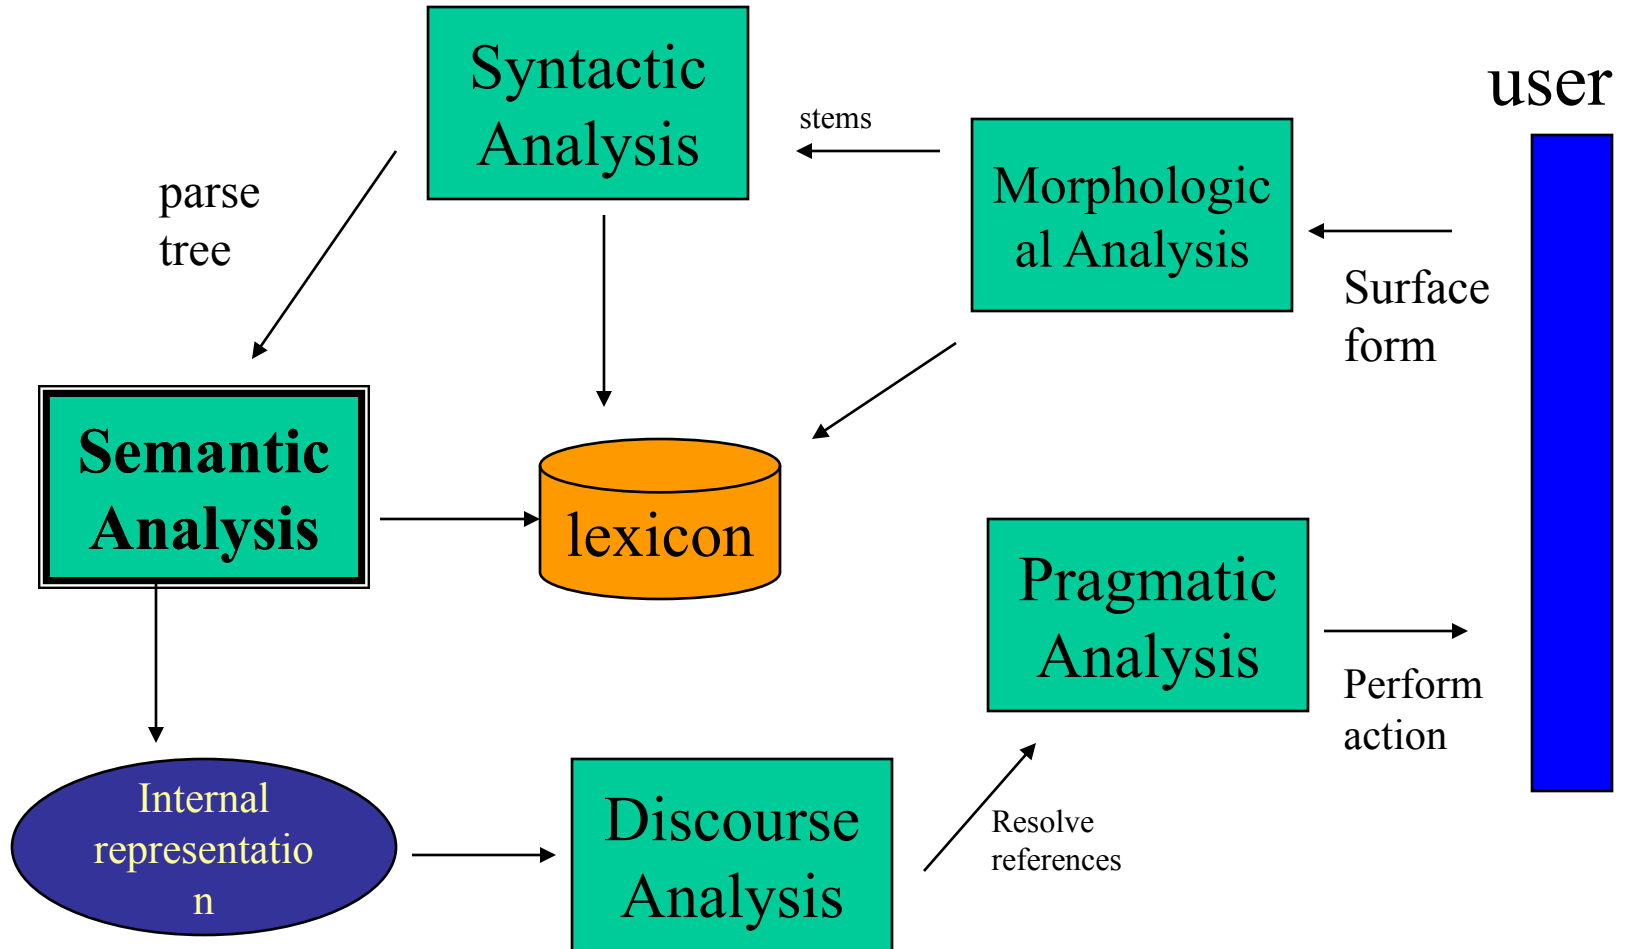 Syntactic
Analysis
stems
user
Morphologic
al Analysis
parse
tree
Surface
form
Semantic
Analysis
lexicon
Pragmatic
Analysis
Perform
action
Internal
representatio
n
Discourse
Analysis
Resolve
references